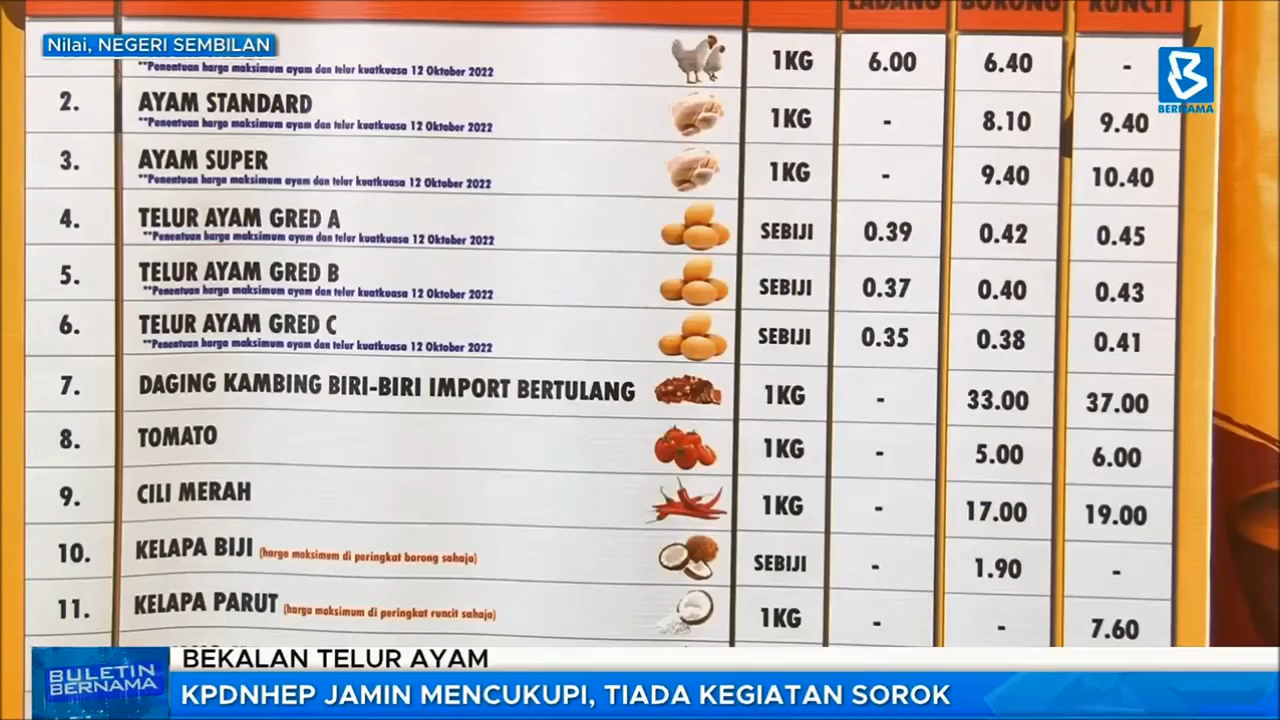 LADANG BORONG RUNCIT
Nilai, NEGERI SEMBILAN
**Penentuan harga maksimum ayam dan telur kuatkuasa 12 Oktober 2022
1KG 6.00 6.40 -
BERNAMA
2. AYAM STANDARD 1KG - 8.10 9.40
**Penentuan harga maksimum ayam dan telur kuatkuasa 12 Oktober 2022
3. AYAM SUPER 1KG - 9.40 10.40
**Penentuan harga maksimum ayam dan telur kuatkuasa 12 Oktober 2022
4. TELUR AYAM GRED A SEBIJI 0.39 0.42 0.45
**Penentuan harga maksimum ayam dan telur kuatkuasa 12 Oktober 2022
5. TELUR AYAM GRED B SEBIJI 0.37 0.40 0.43
**Penentuan harga maksimum ayam dan telur kuatkuasa 12 Oktober 2022
6. TELUR AYAM GRED C SEBIJI 0.35 0.38 0.41
**Penentuan harga maksimum ayam dan telur kuatkuasa 12 Oktober 2022
7. DAGING KAMBING BIRI-BIRI IMPORT BERTULANG 1KG - 33.00 37.00
8. TOMATO 1KG - 5.00 6.00
9. CILI MERAH 1KG - 17.00 19.00
10. KELAPA BIJI (harga maksimum di peringkat borong sahaja) SEBIJI - 1.90 -
11. KELAPA PARUT (harga maksimum di peringkat runcit sahaja) 1KG - - 7.60
BULETIN
BERNAMA
BEKALAN TELUR AYAM
KPDNHEP JAMIN MENCUKUPI, TIADA KEGIATAN SOROK